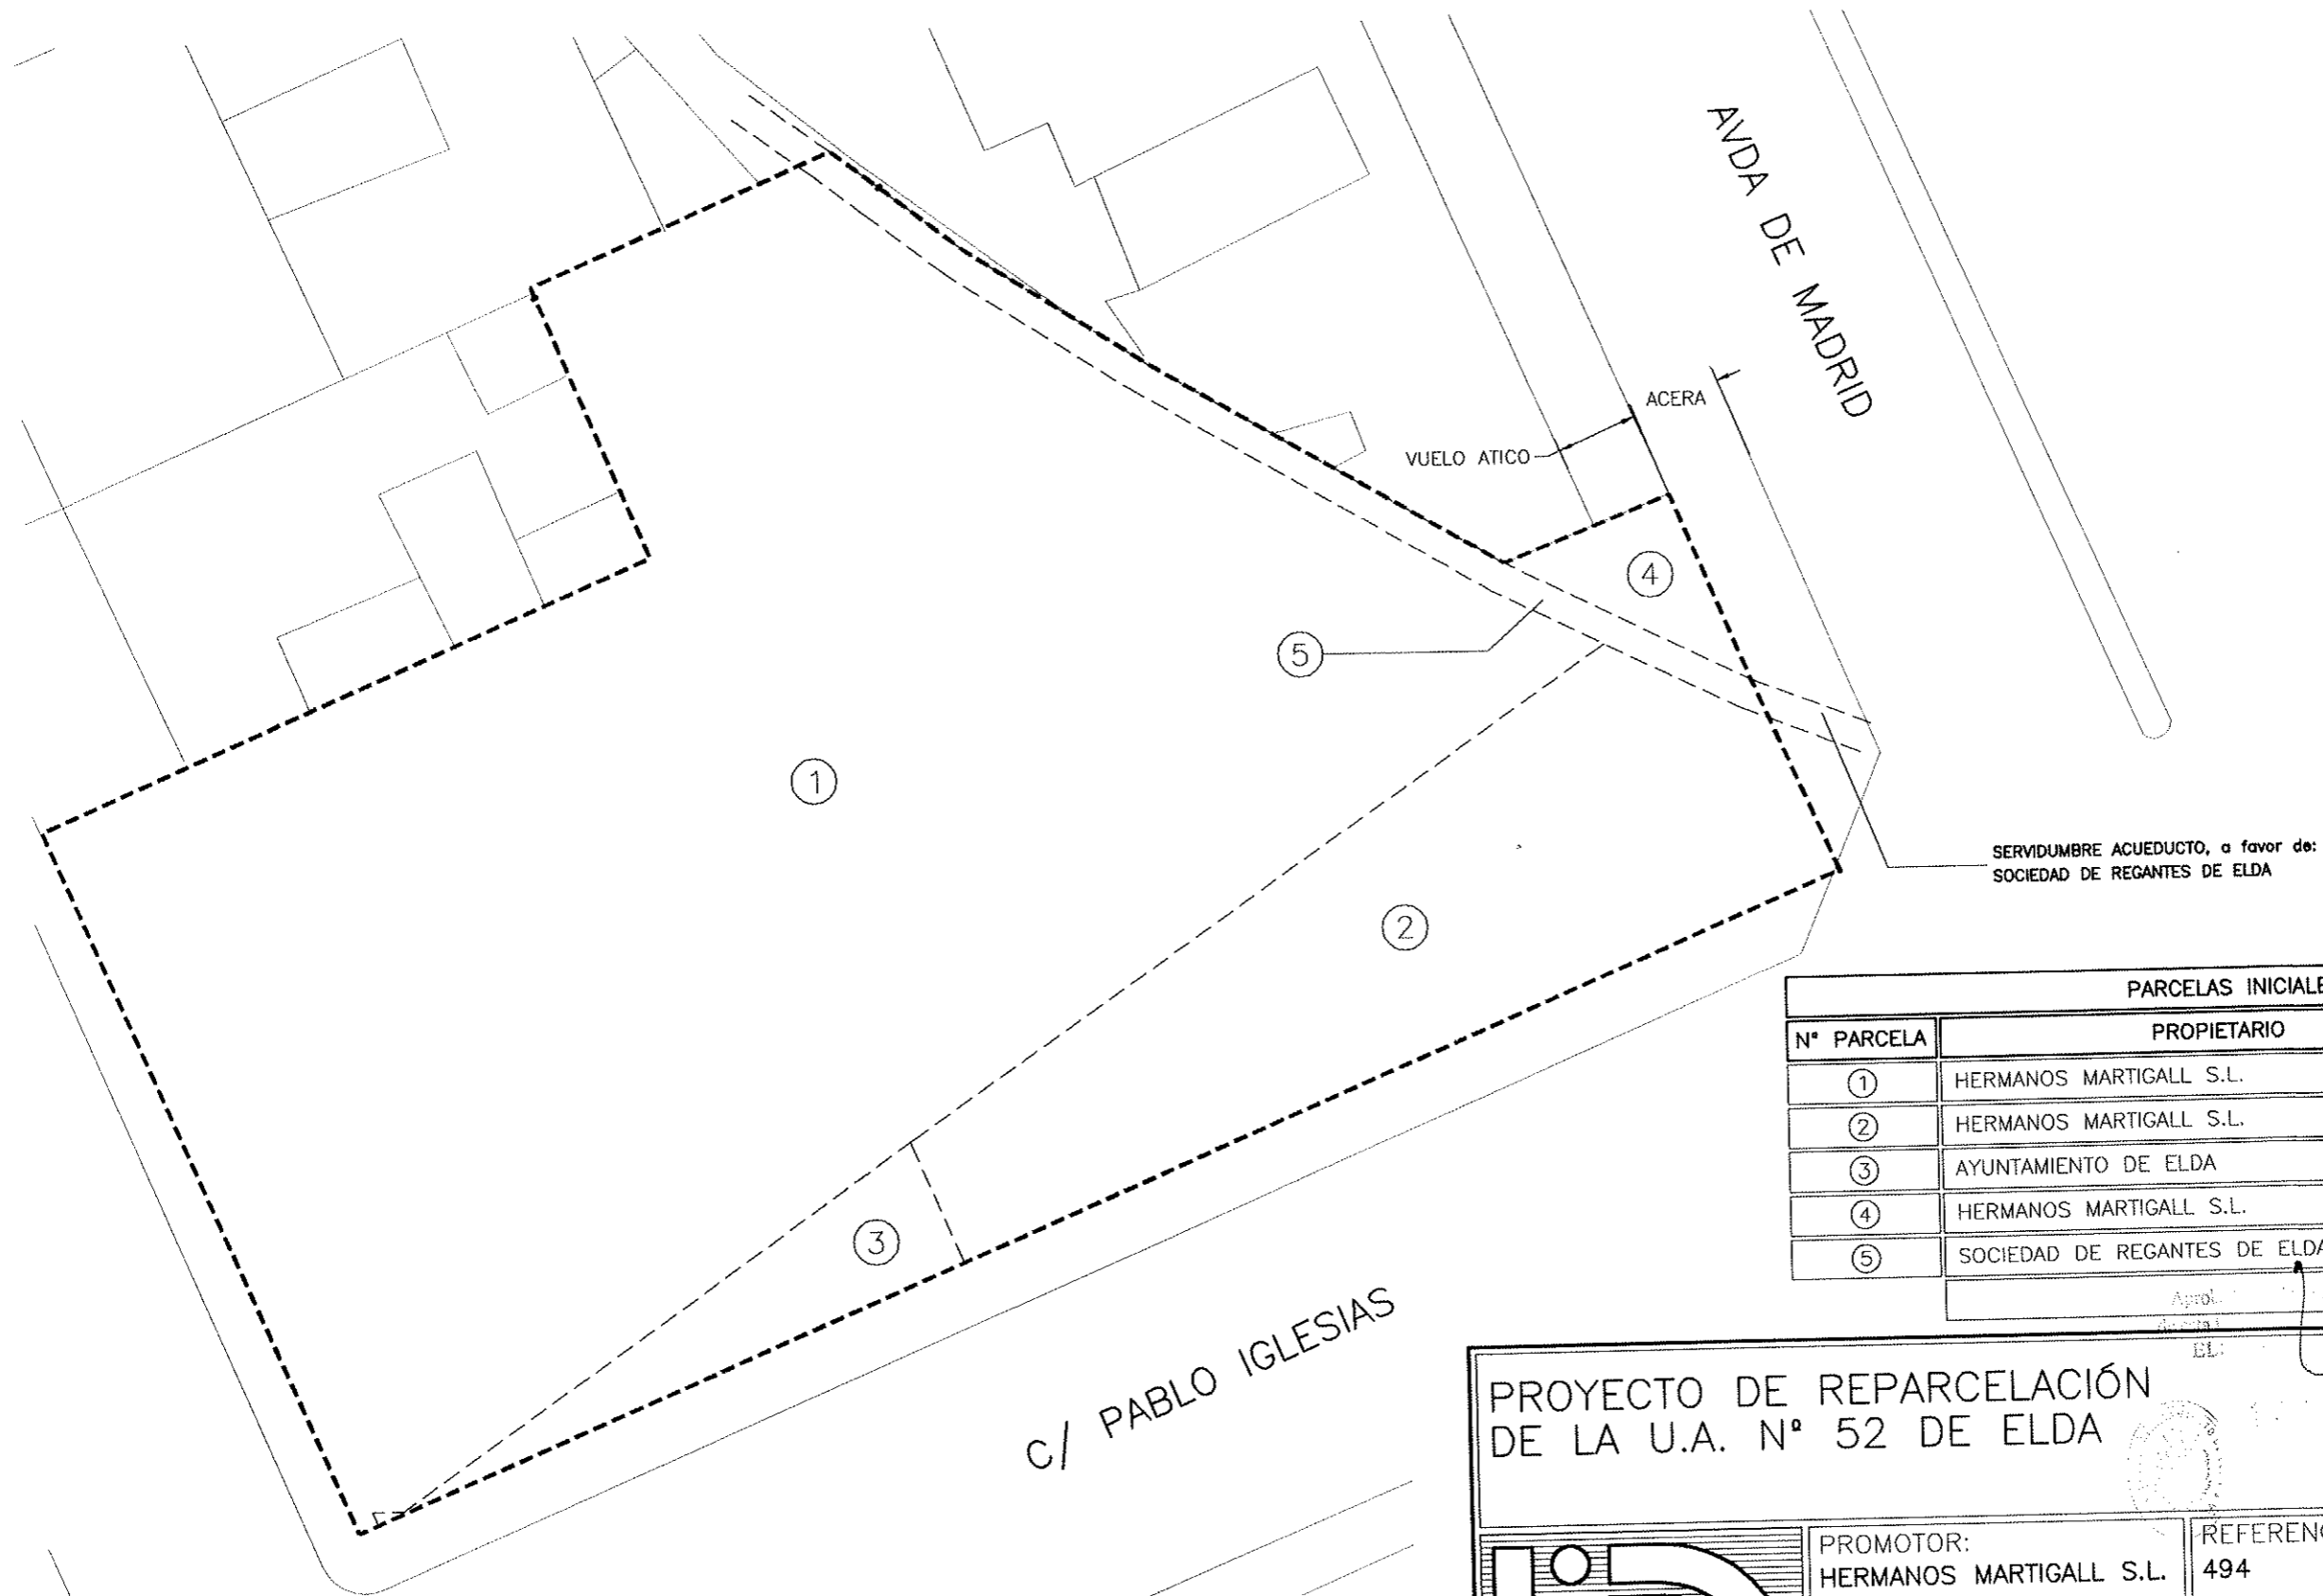 AVDA DE MADRID
ACERA
VUELO ATICO
4
5
1
SERVIDUMBRE ACUEDUCTO, a favor de:
SOCIEDAD DE REGANTES DE ELDA
2
3
C/ PABLO IGLESIAS
PARCELAS INICIALE
Nº PARCELA PROPIETARIO
1 HERMANOS MARTIGALL S.L.
2 HERMANOS MARTIGALL S.L.
3 AYUNTAMIENTO DE ELDA
4 HERMANOS MARTIGALL S.L.
5 SOCIEDAD DE REGANTES DE ELDA
EL:
PROYECTO DE REPARCELACIÓN
DE LA U.A. Nº 52 DE ELDA
PROMOTOR:
HERMANOS MARTIGALL S.L.
REFERENC
494